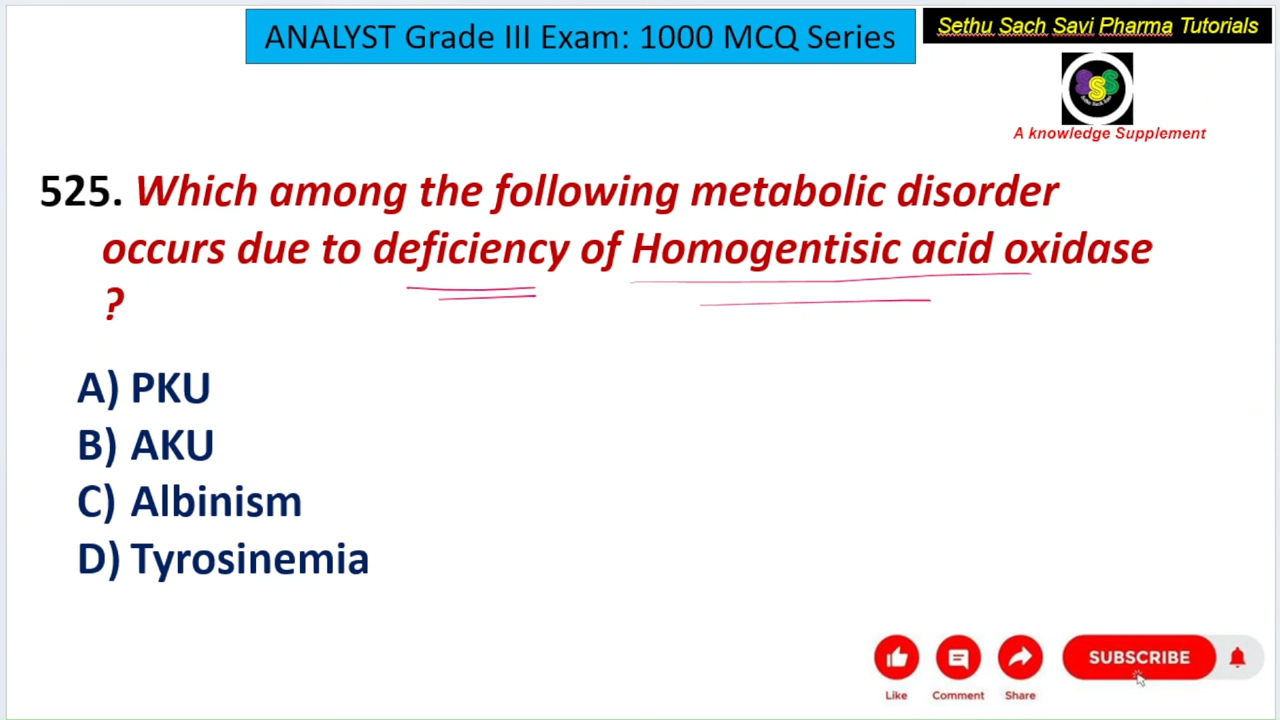 ANALYST Grade III Exam: 1000 MCQ Series
Sethu Sach Savi Pharma Tutorials
SSS
A knowledge Supplement
525. Which among the following metabolic disorder
occurs due to deficiency of Homogentisic acid oxidase
?
A) PKU
B) AKU
C) Albinism
D) Tyrosinemia
SUBSCRIBE
Like
Comment
Share